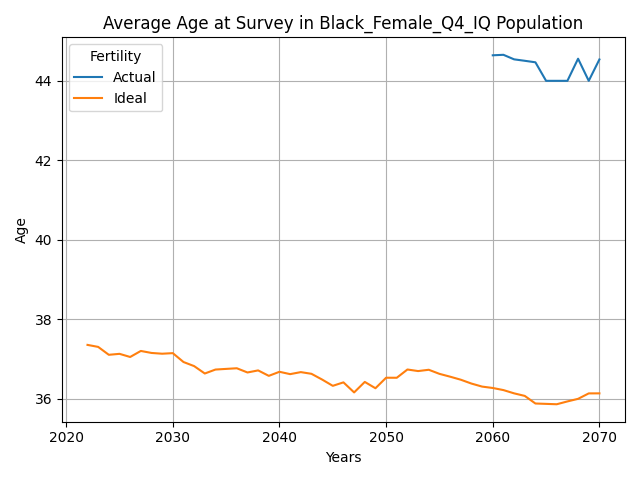 Average Age at Survey in Black_Female_Q4_IQ Population
Fertility
Actual
Ideal
44
42
40
38
36
Age
2020
2030
2040
2050
2060
2070
Years